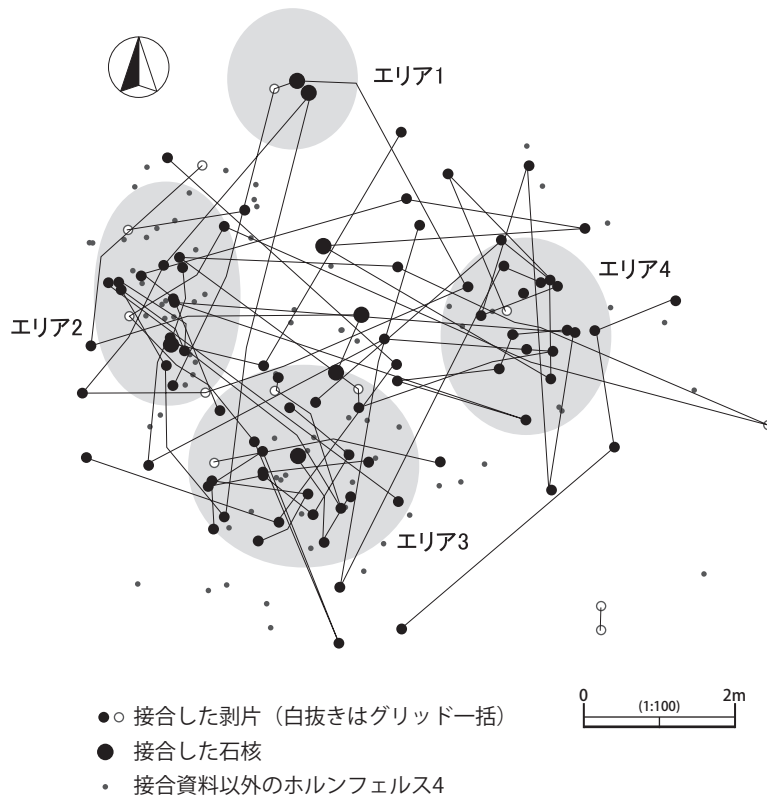 エリア1
エリア4
エリア2
エリア3
0 2m
(1:100)
接合した剥片（白抜きはグリッド一括）
接合した石核
接合資料以外のホルンフェルス4